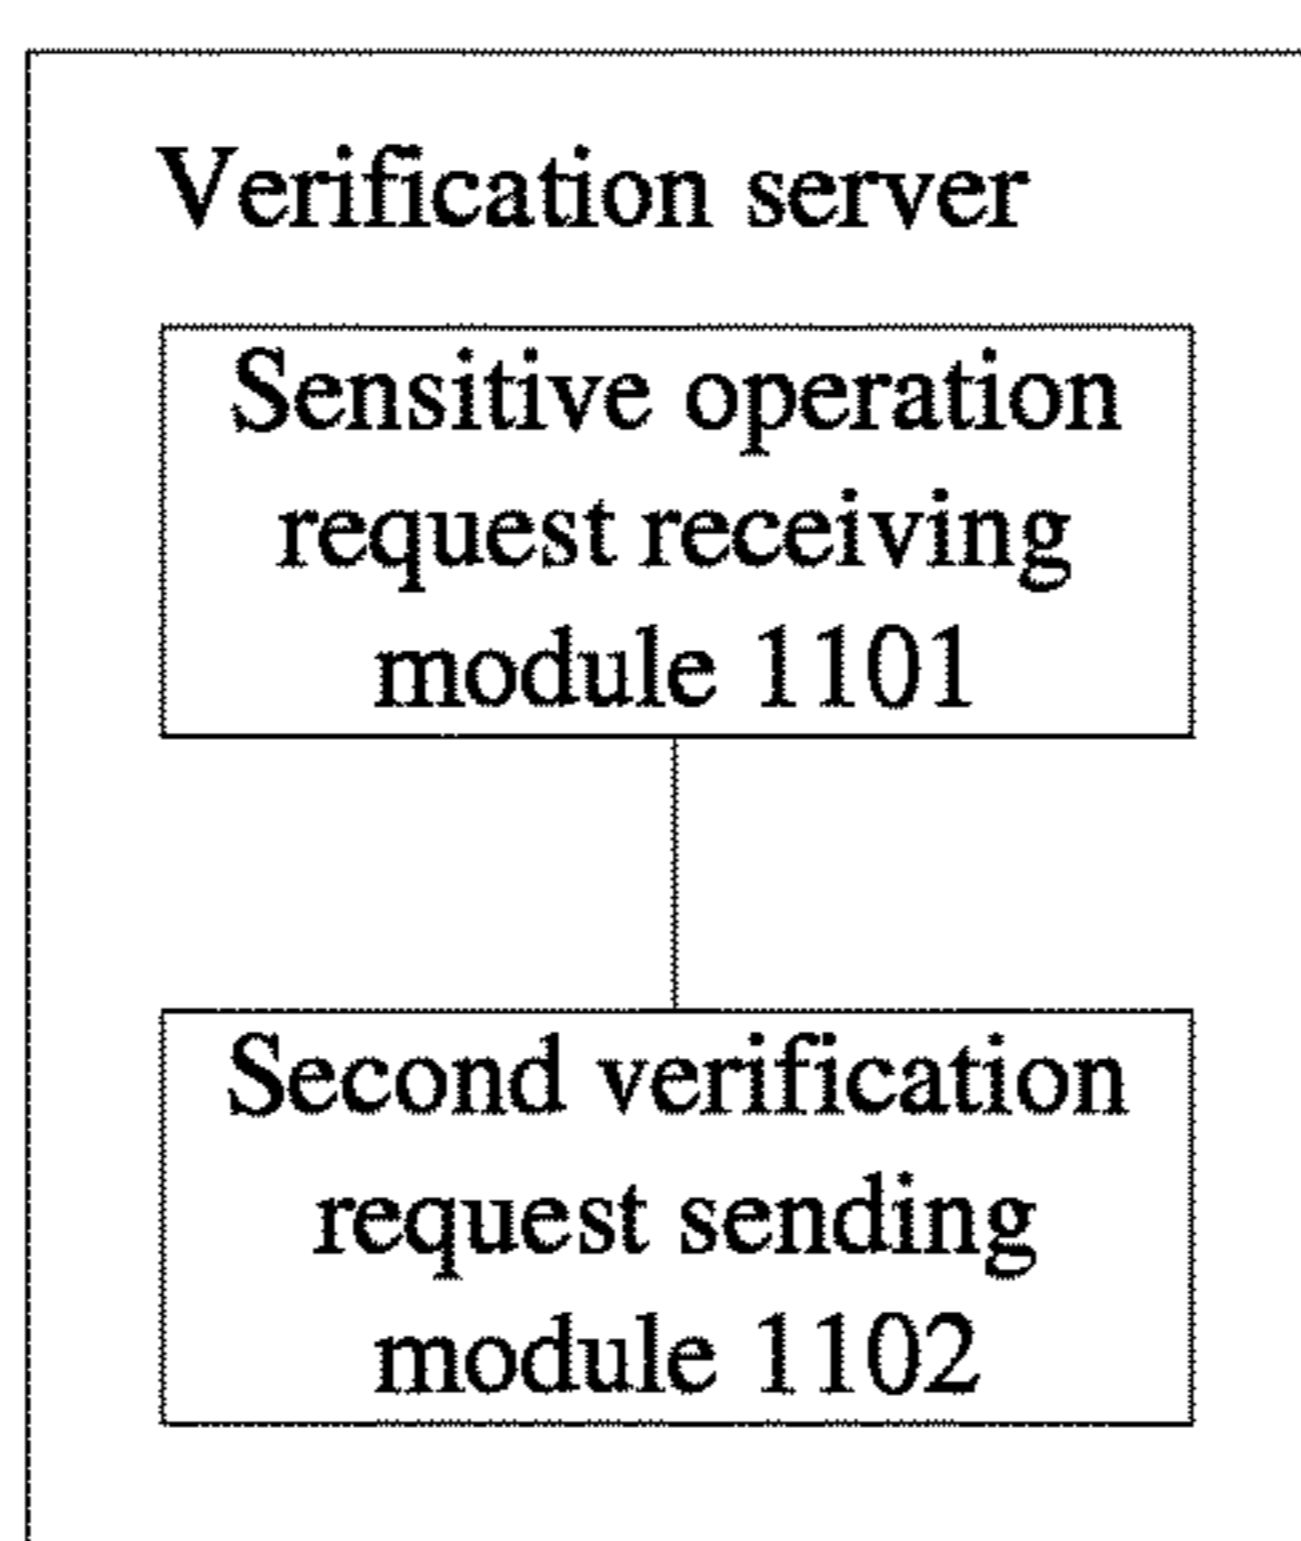 Verification server
Sensitive operation
request receiving
module 1101
Second verification
request sending
module 1102